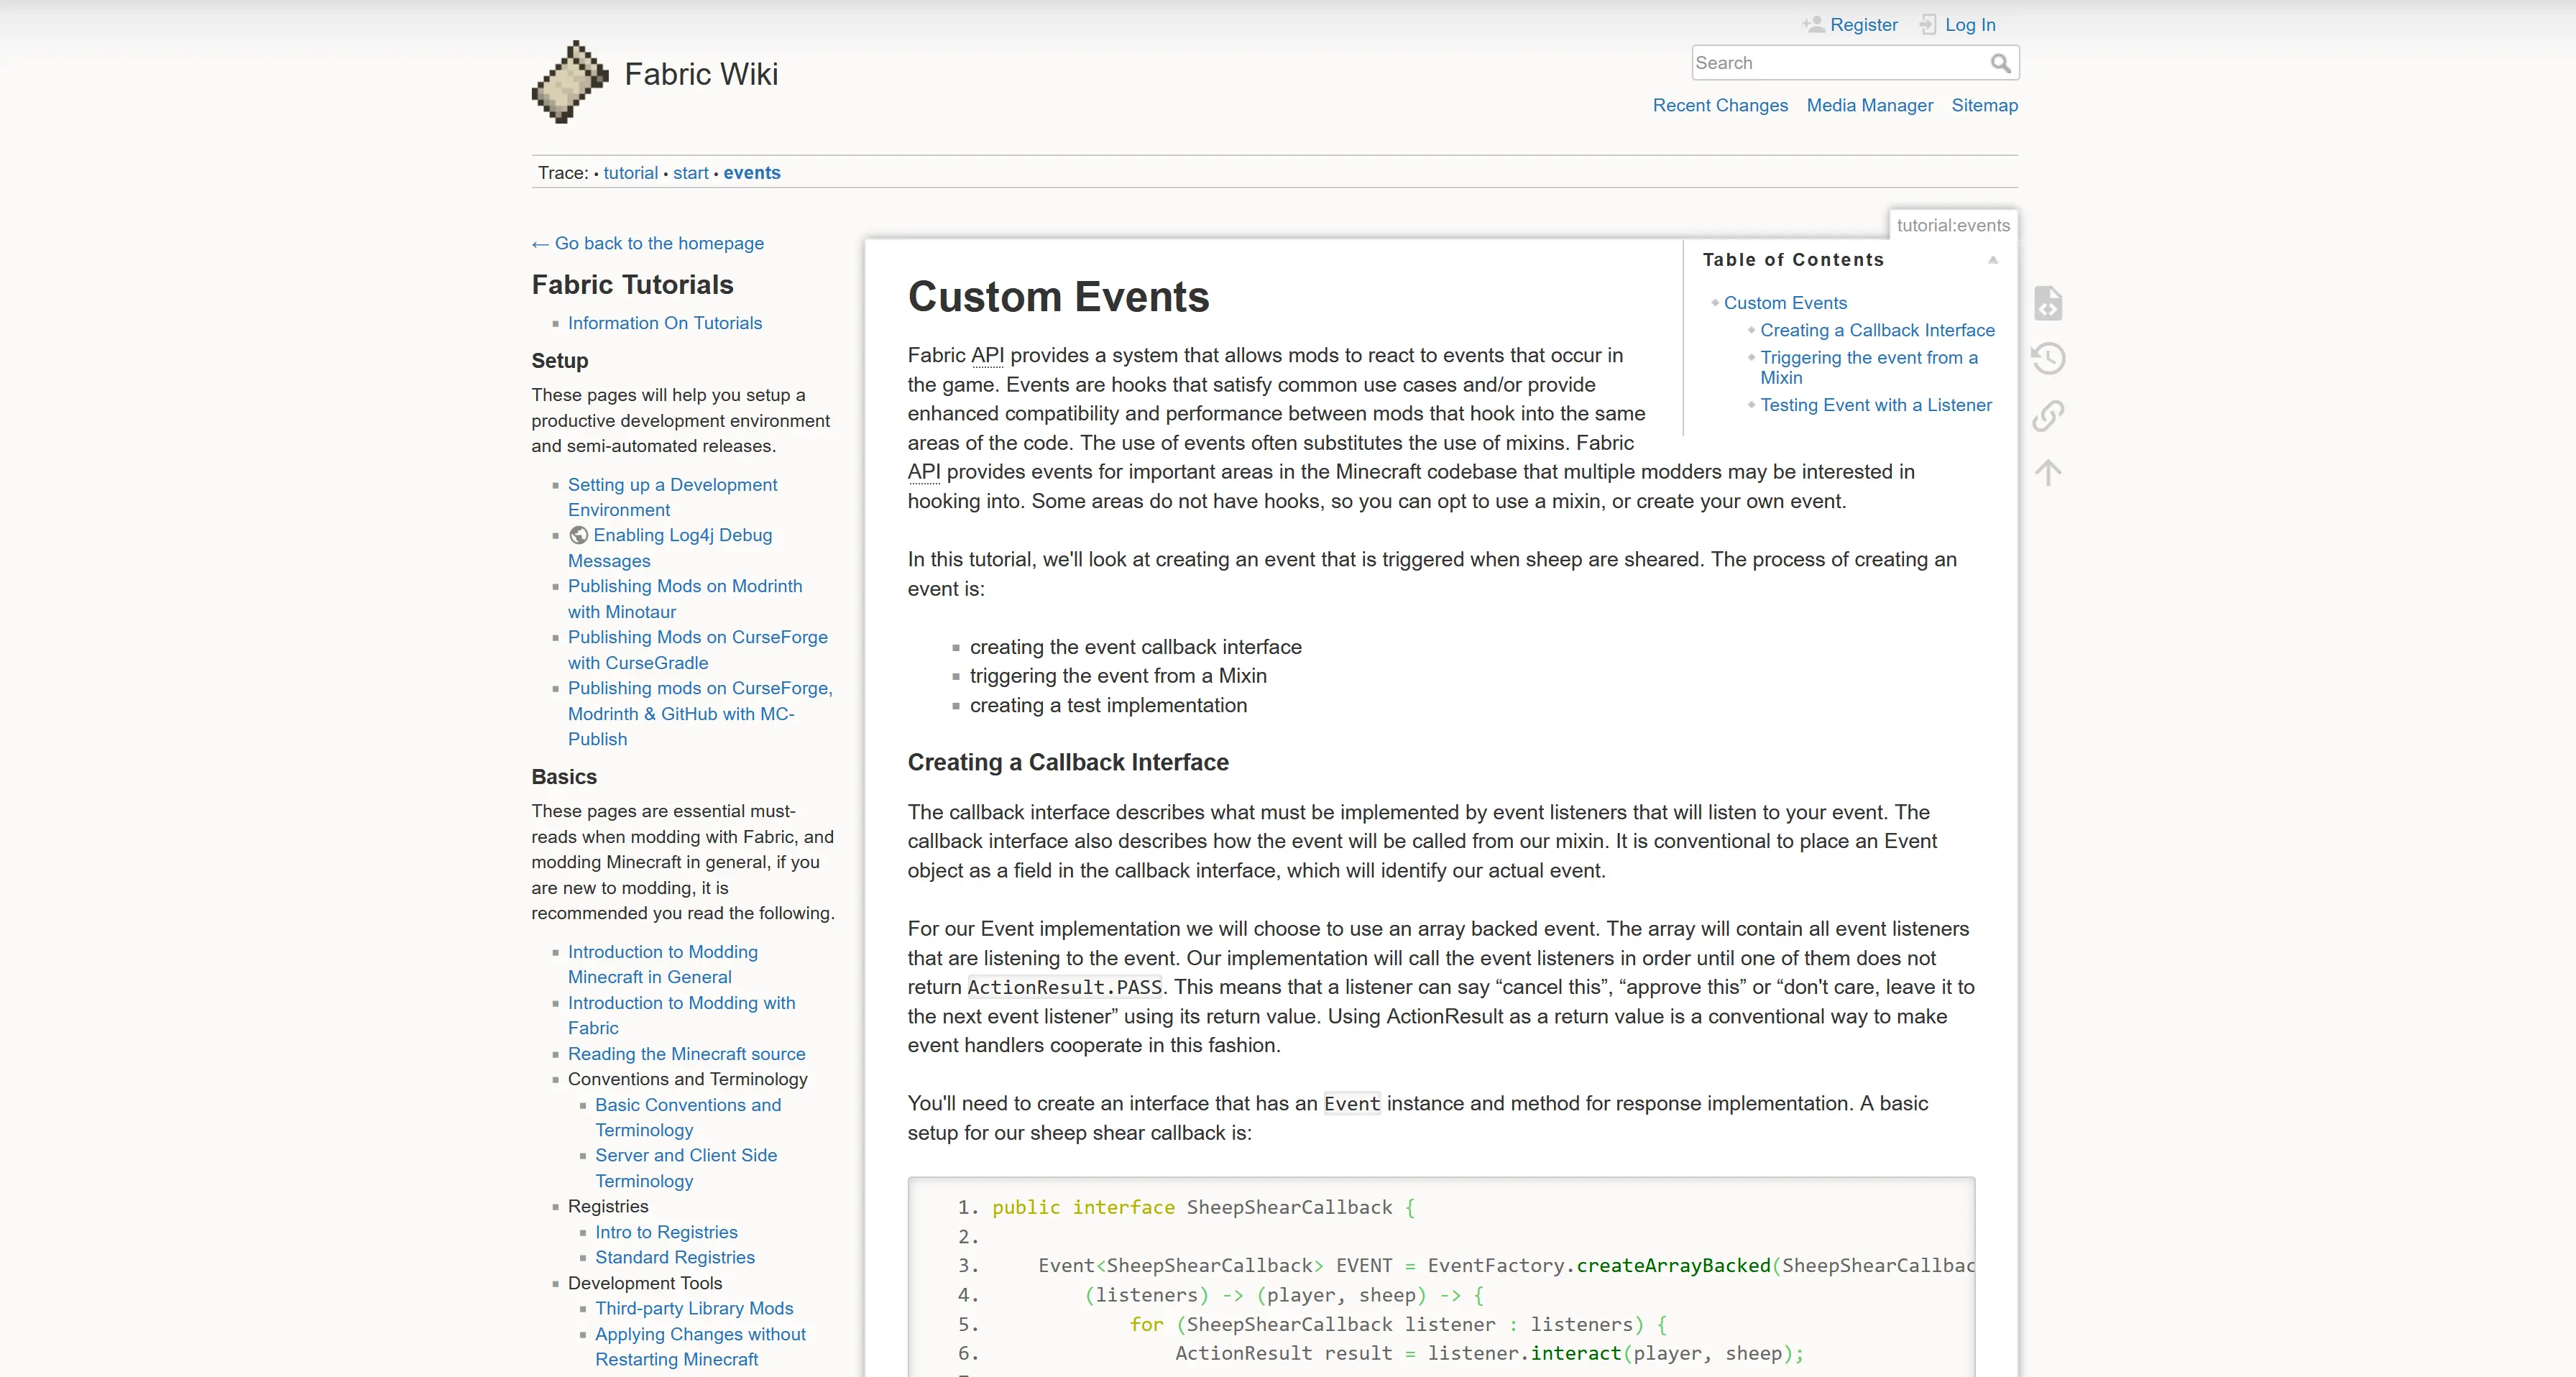 Register Log In
Fabric Wiki
Search
Recent Changes Media Manager Sitemap
Trace: • tutorial • start • events
tutorial:events
← Go back to the homepage
Fabric Tutorials
Information On Tutorials
Setup
These pages will help you setup a
productive development environment
and semi-automated releases.
Setting up a Development
Environment
Enabling Log4j Debug
Messages
Publishing Mods on Modrinth
with Minotaur
Publishing Mods on CurseForge
with CurseGradle
Publishing mods on CurseForge,
Modrinth & GitHub with MC-
Publish
Basics
These pages are essential must-
reads when modding with Fabric, and
modding Minecraft in general, if you
are new to modding, it is
recommended you read the following.
Introduction to Modding
Minecraft in General
Introduction to Modding with
Fabric
Reading the Minecraft source
Conventions and Terminology
Basic Conventions and
Terminology
Server and Client Side
Terminology
Registries
Intro to Registries
Standard Registries
Development Tools
Third-party Library Mods
Applying Changes without
Restarting Minecraft
Table of Contents
Custom Events
Creating a Callback Interface
Triggering the event from a
Mixin
Testing Event with a Listener
Custom Events
Fabric API provides a system that allows mods to react to events that occur in
the game. Events are hooks that satisfy common use cases and/or provide
enhanced compatibility and performance between mods that hook into the same
areas of the code. The use of events often substitutes the use of mixins. Fabric
API provides events for important areas in the Minecraft codebase that multiple modders may be interested in
hooking into. Some areas do not have hooks, so you can opt to use a mixin, or create your own event.
In this tutorial, we'll look at creating an event that is triggered when sheep are sheared. The process of creating an
event is:
creating the event callback interface
triggering the event from a Mixin
creating a test implementation
Creating a Callback Interface
The callback interface describes what must be implemented by event listeners that will listen to your event. The
callback interface also describes how the event will be called from our mixin. It is conventional to place an Event
object as a field in the callback interface, which will identify our actual event.
For our Event implementation we will choose to use an array backed event. The array will contain all event listeners
that are listening to the event. Our implementation will call the event listeners in order until one of them does not
return ActionResult.PASS. This means that a listener can say “cancel this”, “approve this” or “don't care, leave it to
the next event listener” using its return value. Using ActionResult as a return value is a conventional way to make
event handlers cooperate in this fashion.
You'll need to create an interface that has an Event instance and method for response implementation. A basic
setup for our sheep shear callback is:
1. public interface SheepShearCallback {
2.
3. Event<SheepShearCallback> EVENT = EventFactory.createArrayBacked(SheepShearCallbac
4. (listeners) -> (player, sheep) -> {
5. for (SheepShearCallback listener : listeners) {
6. ActionResult result = listener.interact(player, sheep);